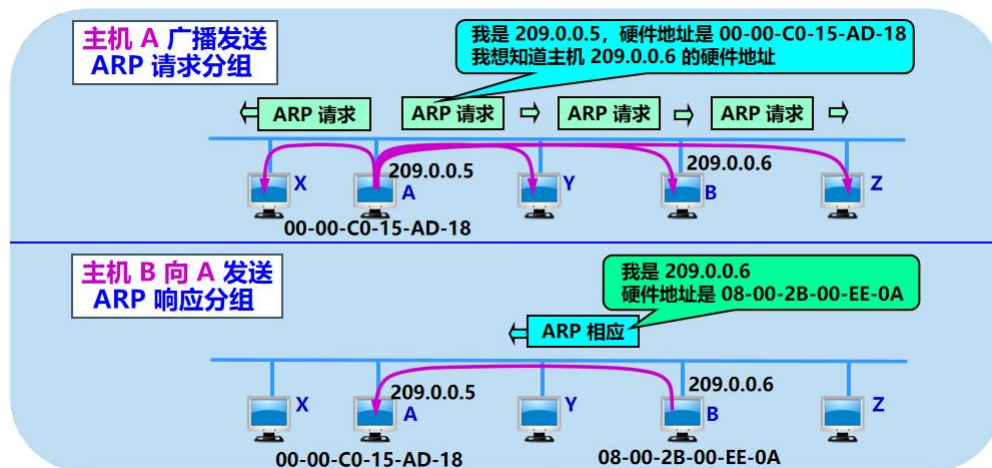 主机 A 广播发送
ARP 请求分组
我是 209.0.0.5，硬件地址是 00-00-C0-15-AD-18
我想知道主机 209.0.0.6 的硬件地址
ARP 请求
ARP 请求
ARP 请求
ARP 请求
209.0.0.5
209.0.0.6
X
A
Y
B
Z
00-00-C0-15-AD-18
主机 B 向 A 发送
ARP 响应分组
我是 209.0.0.6
硬件地址是 08-00-2B-00-EE-0A
ARP 相应
209.0.0.5
209.0.0.6
X
A
Y
B
Z
00-00-C0-15-AD-18
08-00-2B-00-EE-0A